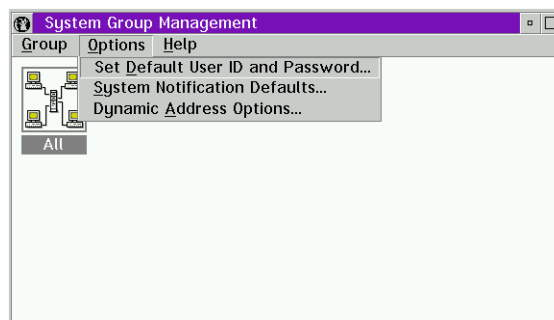 System Group Management
Group Options Help
Set Default User ID and Password...
System Notification Defaults...
Dynamic Address Options...
All